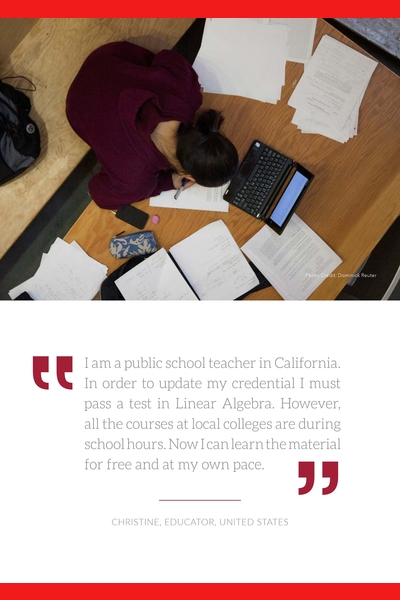 Photo Credit: Dominick Reuter
I am a public school teacher in California.
In order to update my credential I must
pass a test in Linear Algebra. However,
all the courses at local colleges are during
school hours. Now I can learn the material
for free and at my own pace.
CHRISTINE, EDUCATOR, UNITED STATES